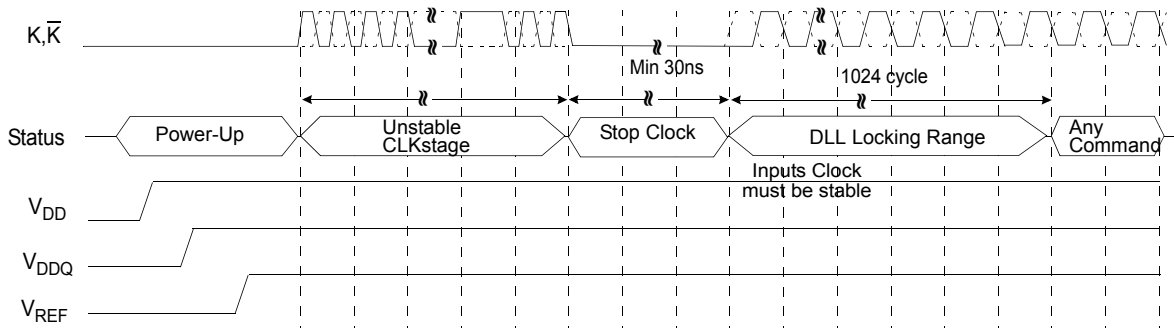 K,K̅
Min 30ns
1024 cycle
Status
Power-Up
Unstable
CLKstage
Stop Clock
DLL Locking Range
Any
Command
Inputs Clock
must be stable
VDD
VDDQ
VREF